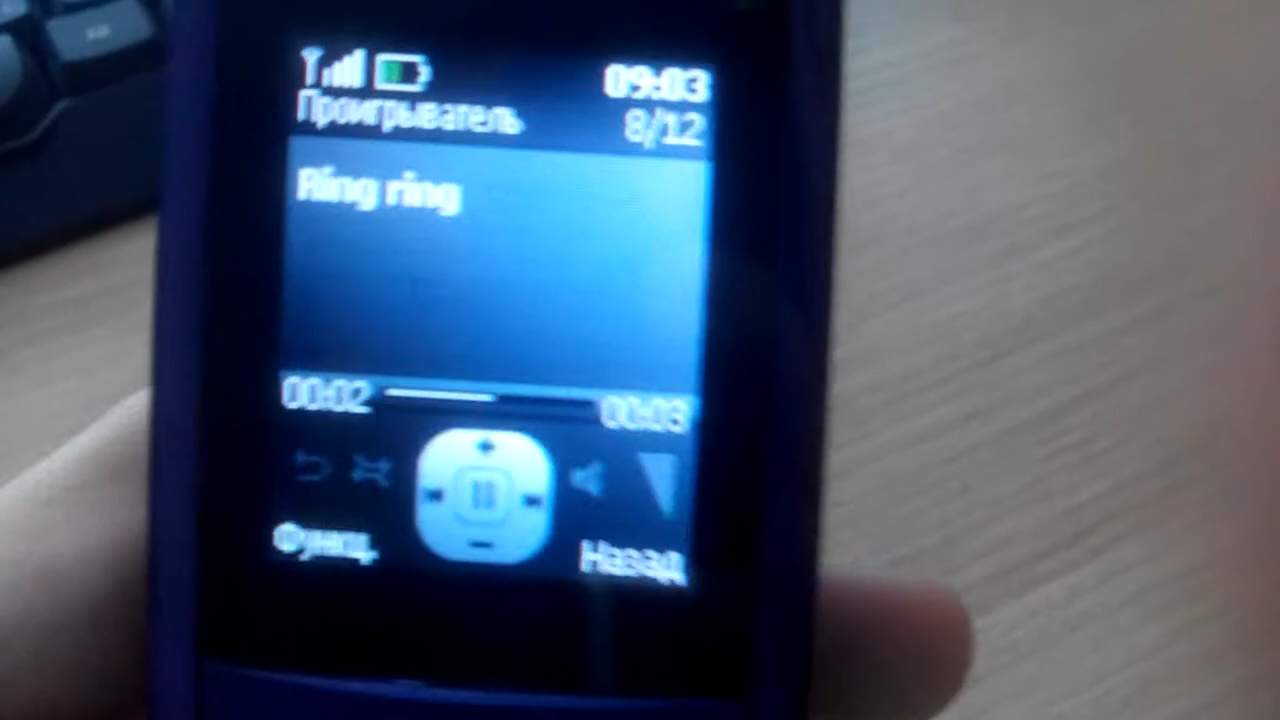 09:03
Проигрыватель 8/12
Ring ring
00:02 00:03
Функц. Назад